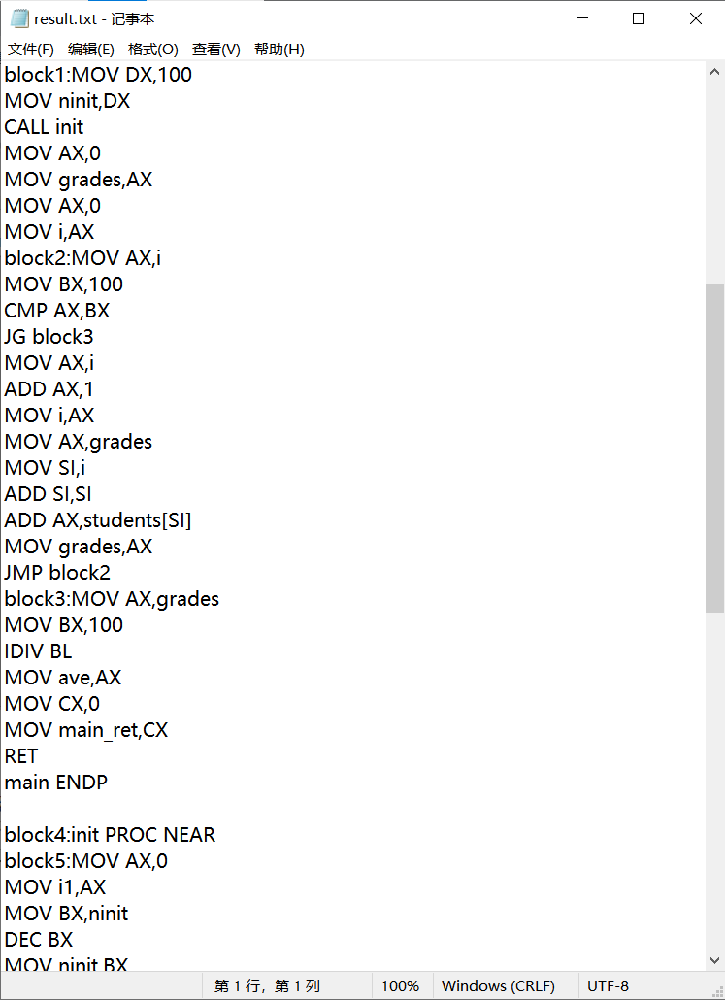 result.txt - 记事本
文件(F) 编辑(E) 格式(O) 查看(V) 帮助(H)
block1:MOV DX,100
MOV ninit,DX
CALL init
MOV AX,0
MOV grades,AX
MOV AX,0
MOV i,AX
block2:MOV AX,i
MOV BX,100
CMP AX,BX
JG block3
MOV AX,i
ADD AX,1
MOV i,AX
MOV AX,grades
MOV SI,i
ADD SI,SI
ADD AX,students[SI]
MOV grades,AX
JMP block2
block3:MOV AX,grades
MOV BX,100
IDIV BL
MOV ave,AX
MOV CX,0
MOV main_ret,CX
RET
main ENDP
block4:init PROC NEAR
block5:MOV AX,0
MOV i1,AX
MOV BX,ninit
DEC BX
MOV ninit BX
第 1 行，第 1 列 100% Windows (CRLF) UTF-8